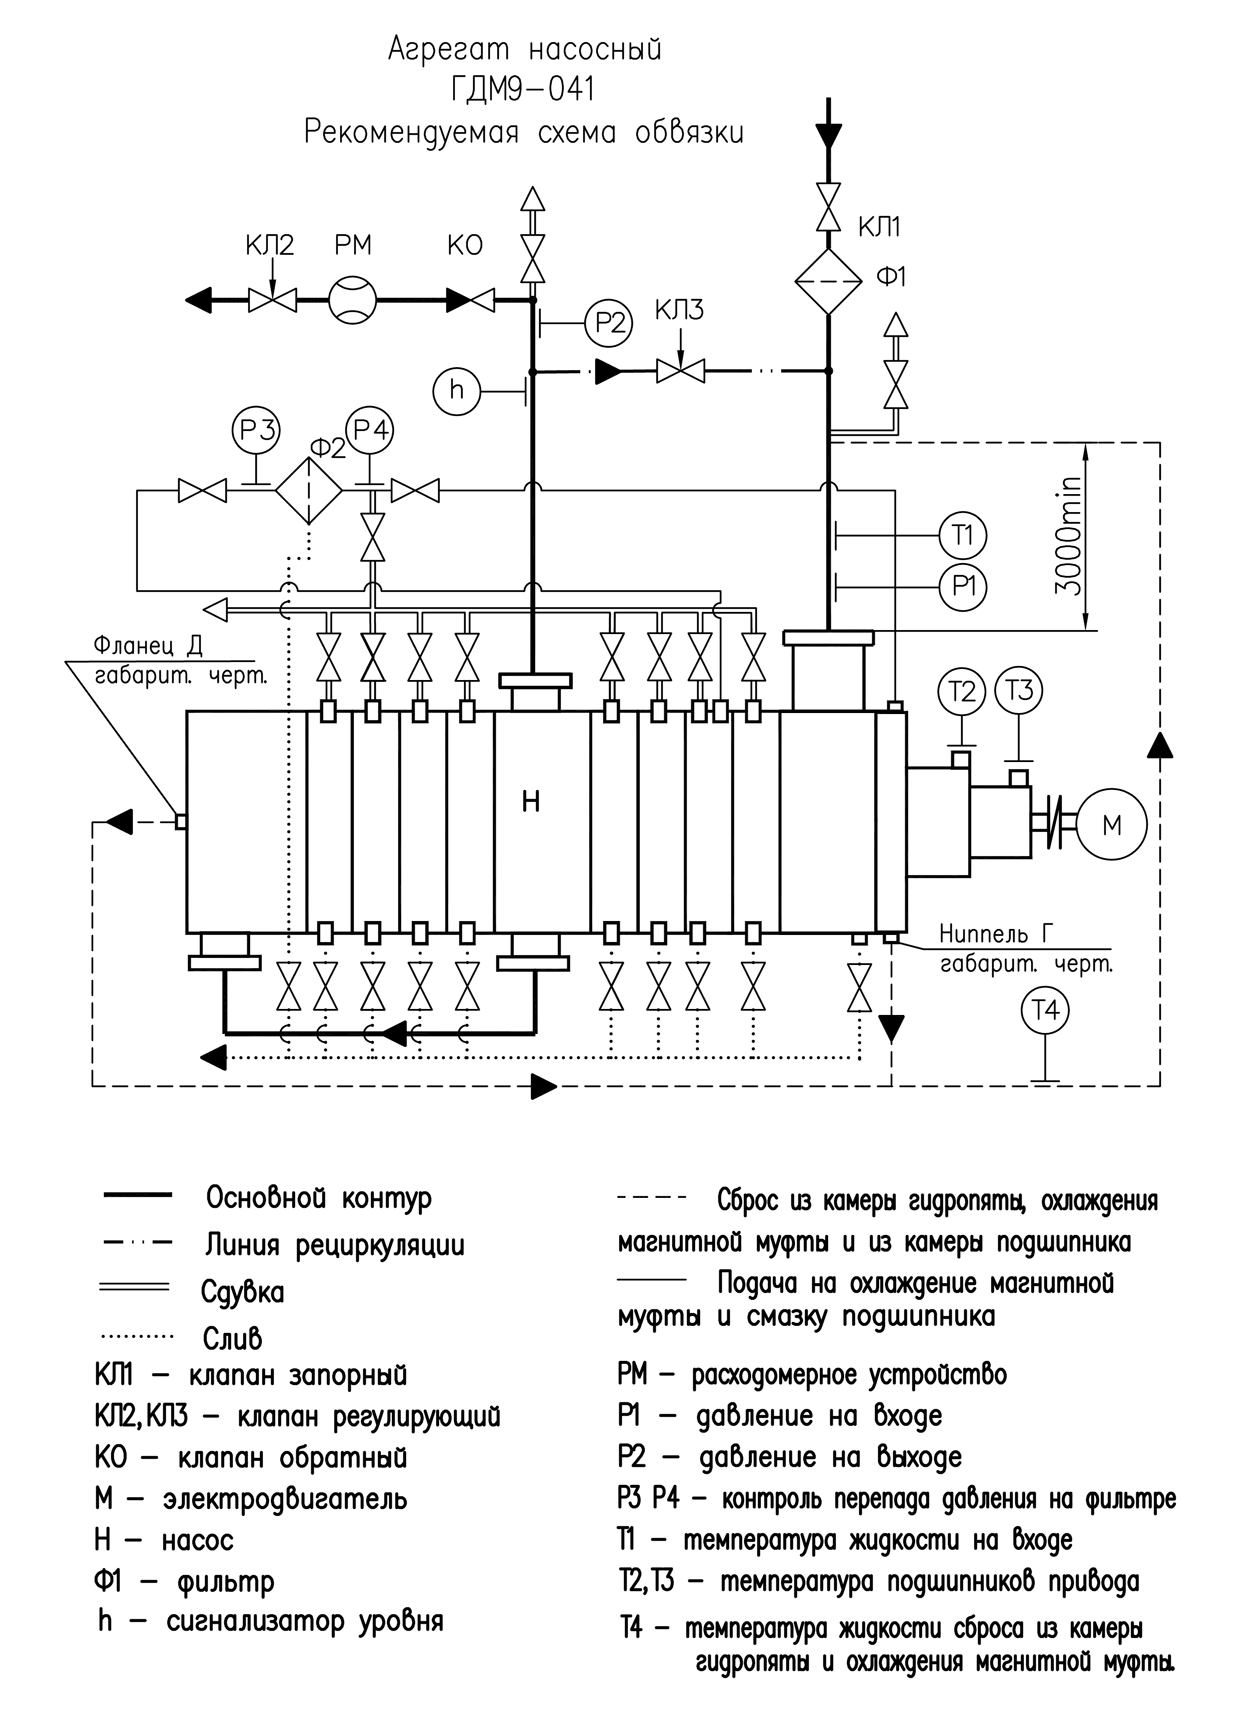 Агрегат насосный
ГДМ9-041
Рекомендуемая схема обвязки
КЛ1
КЛ2 РМ КО
Ф1
Р2
КЛ3
h
Р3 Ф2 Р4
3000min
Т1
Р1
Фланец Д
габарит. черт.
Т2 Т3
Н
М
Ниппель Г
габарит. черт.
Т4
Основной контур
Линия рециркуляции
Сдувка
Слив
КЛ1 – клапан запорный
КЛ2, КЛ3 – клапан регулирующий
КО – клапан обратный
М – электродвигатель
Н – насос
Ф1 – фильтр
h – сигнализатор уровня
Сброс из камеры гидропяты, охлаждения
магнитной муфты и из камеры подшипника
Подача на охлаждение магнитной
муфты и смазку подшипника
РМ – расходомерное устройство
Р1 – давление на входе
Р2 – давление на выходе
Р3 Р4 – контроль перепада давления на фильтре
Т1 – температура жидкости на входе
Т2, Т3 – температура подшипников привода
Т4 – температура жидкости сброса из камеры
гидропяты и охлаждения магнитной муфты.